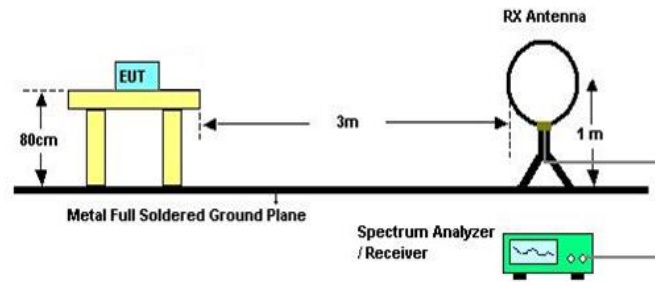 RX Antenna
EUT
80cm
3m
1 m
Metal Full Soldered Ground Plane
Spectrum Analyzer
/ Receiver